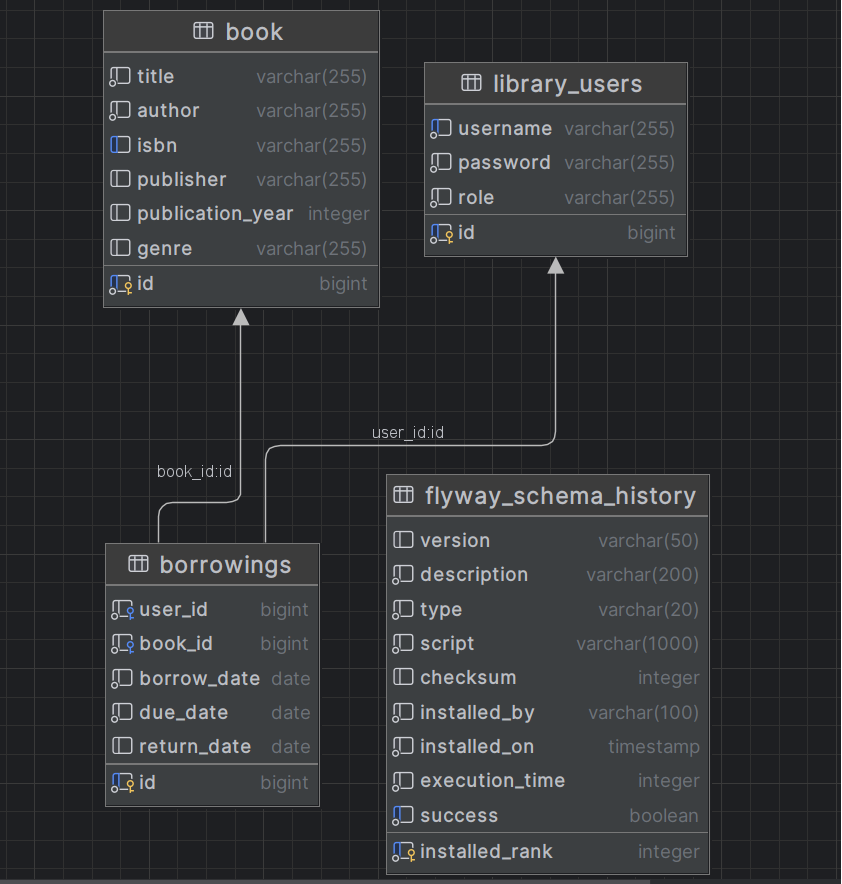 book
title varchar(255)
author varchar(255)
isbn varchar(255)
publisher varchar(255)
publication_year integer
genre varchar(255)
id bigint
library_users
username varchar(255)
password varchar(255)
role varchar(255)
id bigint
user_id:id
book_id:id
borrowings
user_id bigint
book_id bigint
borrow_date date
due_date date
return_date date
id bigint
flyway_schema_history
version varchar(50)
description varchar(200)
type varchar(20)
script varchar(1000)
checksum integer
installed_by varchar(100)
installed_on timestamp
execution_time integer
success boolean
installed_rank integer